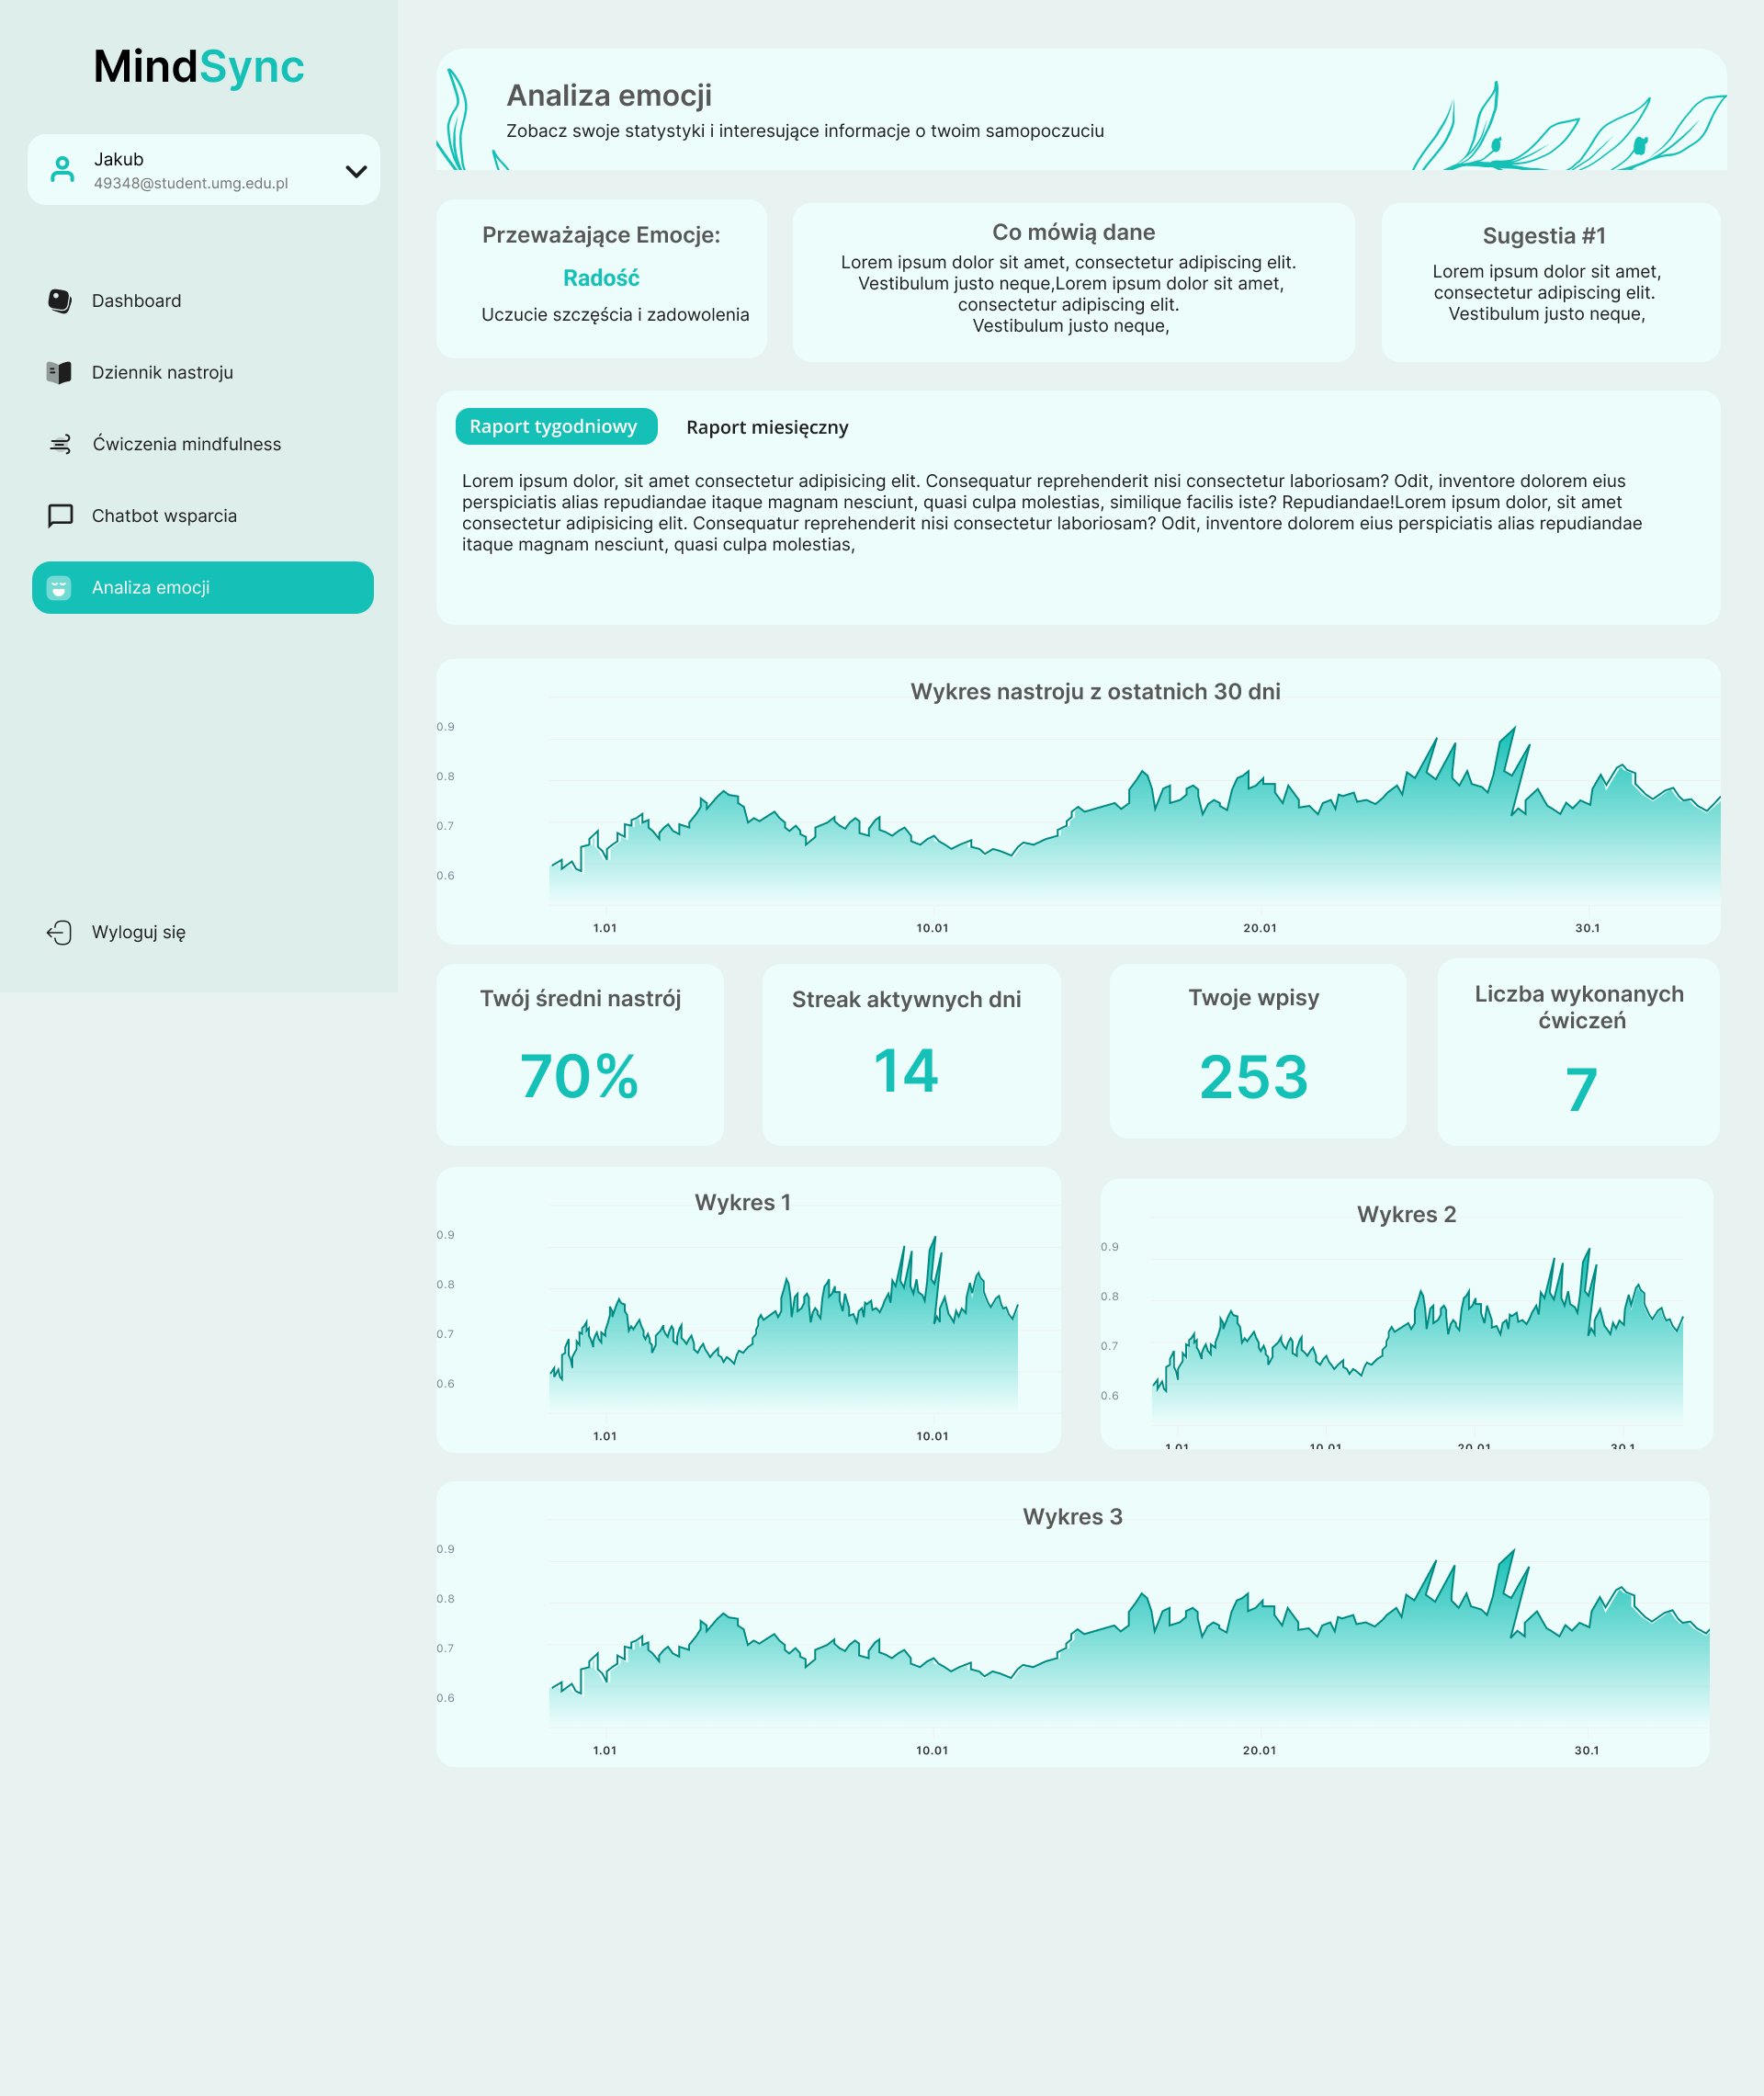 MindSync
Jakub
49348@student.umg.edu.pl
Dashboard
Dziennik nastroju
Ćwiczenia mindfulness
Chatbot wsparcia
Analiza emocji
Wyloguj się
Analiza emocji
Zobacz swoje statystyki i interesujące informacje o twoim samopoczuciu
Przeważające Emocje:
Radość
Uczucie szczęścia i zadowolenia
Co mówią dane
Lorem ipsum dolor sit amet, consectetur adipiscing elit.
Vestibulum justo neque,Lorem ipsum dolor sit amet,
consectetur adipiscing elit.
Vestibulum justo neque,
Sugestia #1
Lorem ipsum dolor sit amet,
consectetur adipiscing elit.
Vestibulum justo neque,
Raport tygodniowy
Raport miesięczny
Lorem ipsum dolor, sit amet consectetur adipisicing elit. Consequatur reprehenderit nisi consectetur laboriosam? Odit, inventore dolorem eius
perspiciatis alias repudiandae itaque magnam nesciunt, quasi culpa molestias, similique facilis iste? Repudiandae!Lorem ipsum dolor, sit amet
consectetur adipisicing elit. Consequatur reprehenderit nisi consectetur laboriosam? Odit, inventore dolorem eius perspiciatis alias repudiandae
itaque magnam nesciunt, quasi culpa molestias,
Wykres nastroju z ostatnich 30 dni
0.9
0.8
0.7
0.6
1.01 10.01 20.01 30.1
Twój średni nastrój
70%
Streak aktywnych dni
14
Twoje wpisy
253
Liczba wykonanych
ćwiczeń
7
Wykres 1
0.9
0.8
0.7
0.6
1.01 10.01
Wykres 2
0.9
0.8
0.7
0.6
1.01 10.01 20.01 30.1
Wykres 3
0.9
0.8
0.7
0.6
1.01 10.01 20.01 30.1